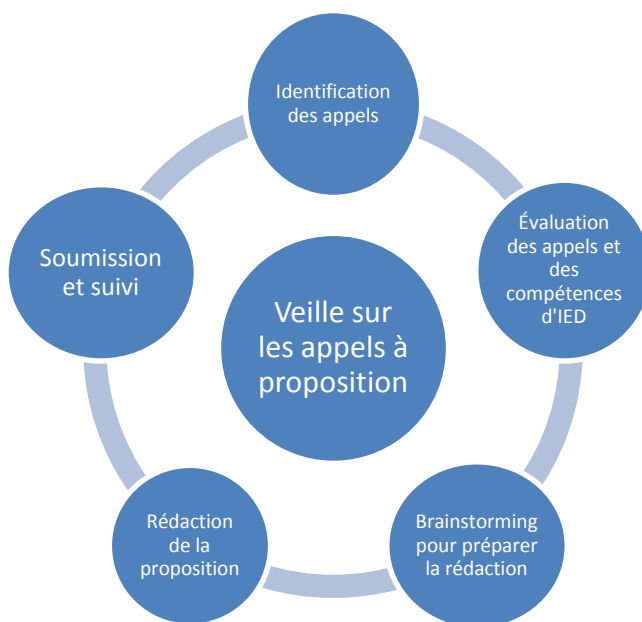 Identification
des appels
Évaluation
des appels et
des
compétences
d'IED
Soumission
et suivi
Veille sur
les appels à
proposition
Rédaction
de la
proposition
Brainstorming
pour préparer
la rédaction